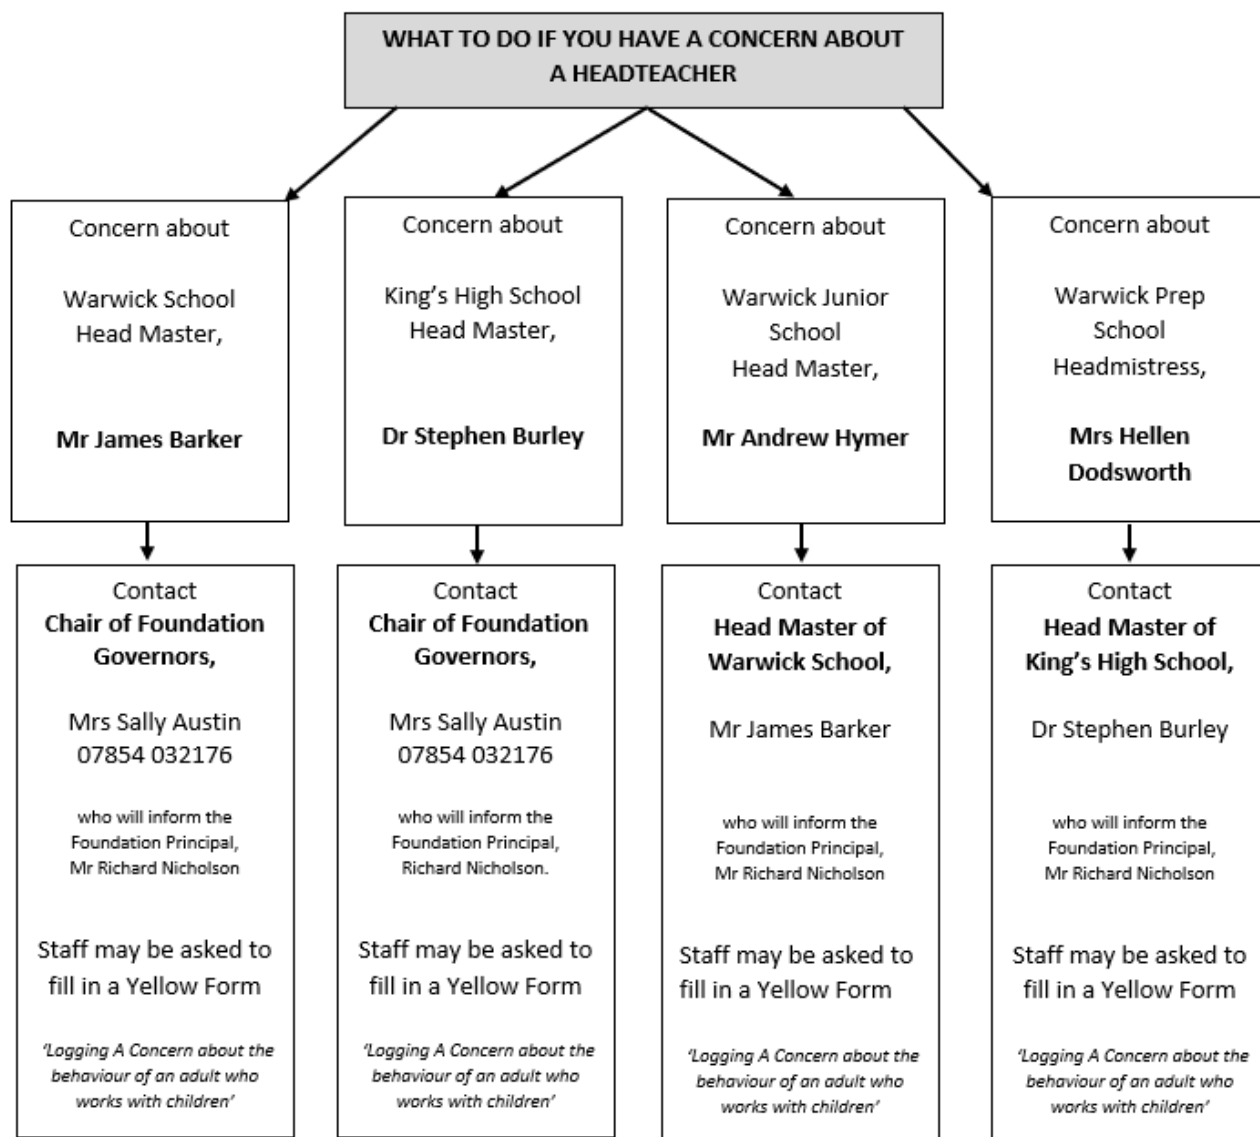 WHAT TO DO IF YOU HAVE A CONCERN ABOUT
A HEADTEACHER
Concern about
Warwick School
Head Master,
Mr James Barker
Concern about
King's High School
Head Master,
Dr Stephen Burley
Concern about
Warwick Junior
School
Head Master,
Mr Andrew Hymer
Concern about
Warwick Prep
School
Headmistress,
Mrs Hellen
Dodsworth
Contact
Chair of Foundation
Governors,
Mrs Sally Austin
07854 032176
who will inform the
Foundation Principal,
Mr Richard Nicholson
Staff may be asked to
fill in a Yellow Form
‘Logging A Concern about the
behaviour of an adult who
works with children’
Contact
Chair of Foundation
Governors,
Mrs Sally Austin
07854 032176
who will inform the
Foundation Principal,
Richard Nicholson.
Staff may be asked to
fill in a Yellow Form
‘Logging A Concern about the
behaviour of an adult who
works with children’
Contact
Head Master of
Warwick School,
Mr James Barker
who will inform the
Foundation Principal,
Mr Richard Nicholson
Staff may be asked to
fill in a Yellow Form
‘Logging A Concern about the
behaviour of an adult who
works with children’
Contact
Head Master of
King’s High School,
Dr Stephen Burley
who will inform the
Foundation Principal,
Mr Richard Nicholson
Staff may be asked to
fill in a Yellow Form
‘Logging A Concern about the
behaviour of an adult who
works with children’